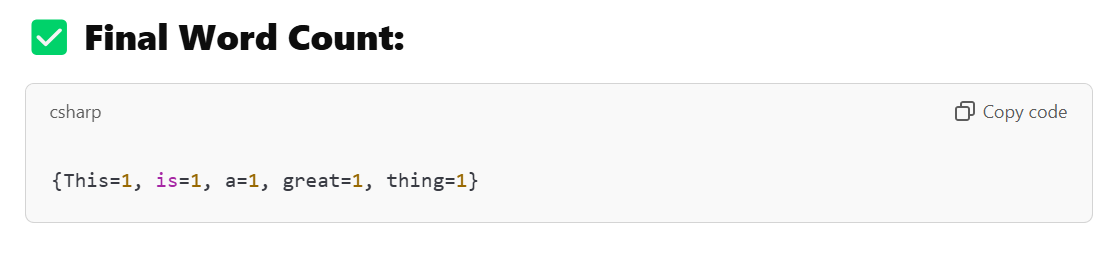 ✅ Final Word Count:
csharp
Copy code
{This=1, is=1, a=1, great=1, thing=1}